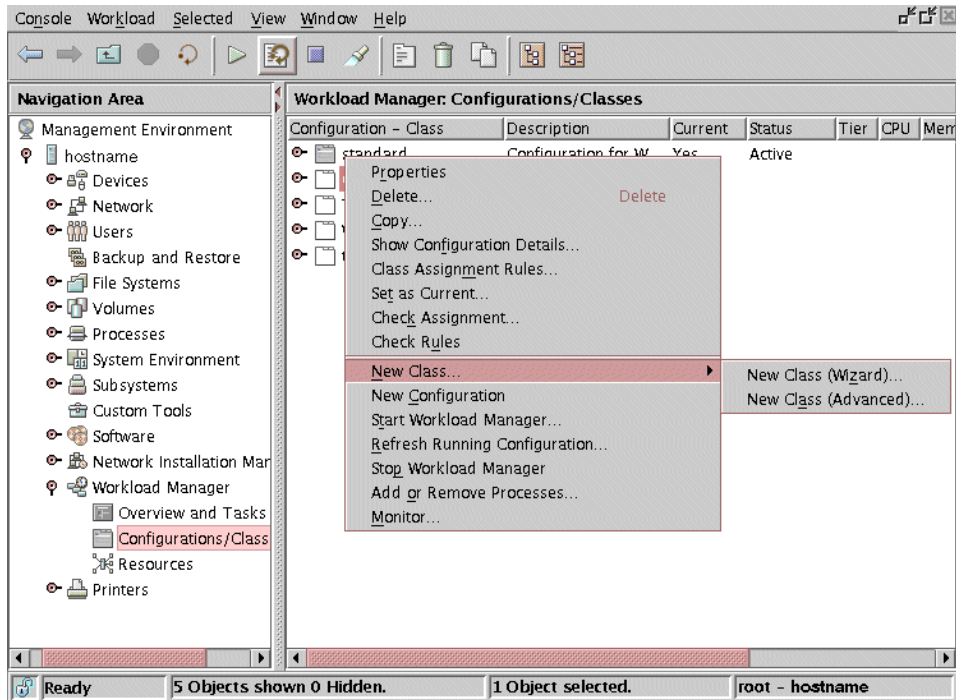 Console Workload Selected View Window Help
Navigation Area
Management Environment
hostname
Devices
Network
Users
Backup and Restore
File Systems
Volumes
Processes
System Environment
Subsystems
Custom Tools
Software
Network Installation Mar
Workload Manager
Overview and Tasks
Configurations/Class
Resources
Printers
Workload Manager: Configurations/Classes
Configuration – Class Description Current Status Tier CPU Mem
standard Configuration for W... Yes Active
Properties
Delete... Delete
Copy...
Show Configuration Details...
Class Assignment Rules...
Set as Current...
Check Assignment...
Check Rules
New Class...
New Configuration
Start Workload Manager...
Refresh Running Configuration...
Stop Workload Manager
Add or Remove Processes...
Monitor...
New Class (Wizard)...
New Class (Advanced)...
Ready 5 Objects shown 0 Hidden. 1 Object selected. root – hostname